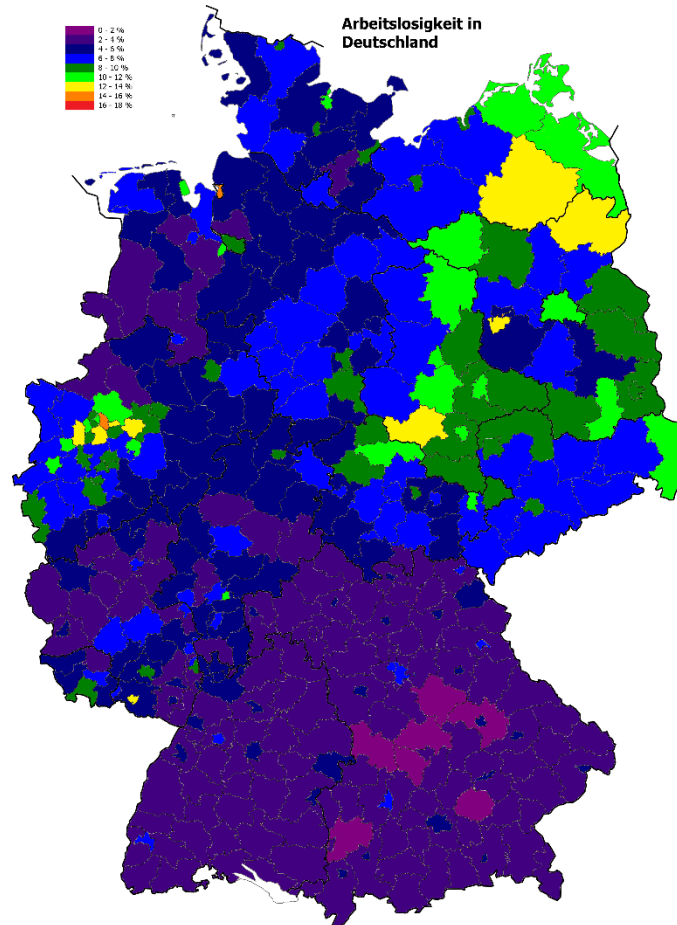 Arbeitslosigkeit in
Deutschland
0 - 2 %
2 - 4 %
4 - 6 %
6 - 8 %
8 - 10 %
10 - 12 %
12 - 14 %
14 - 16 %
16 - 18 %